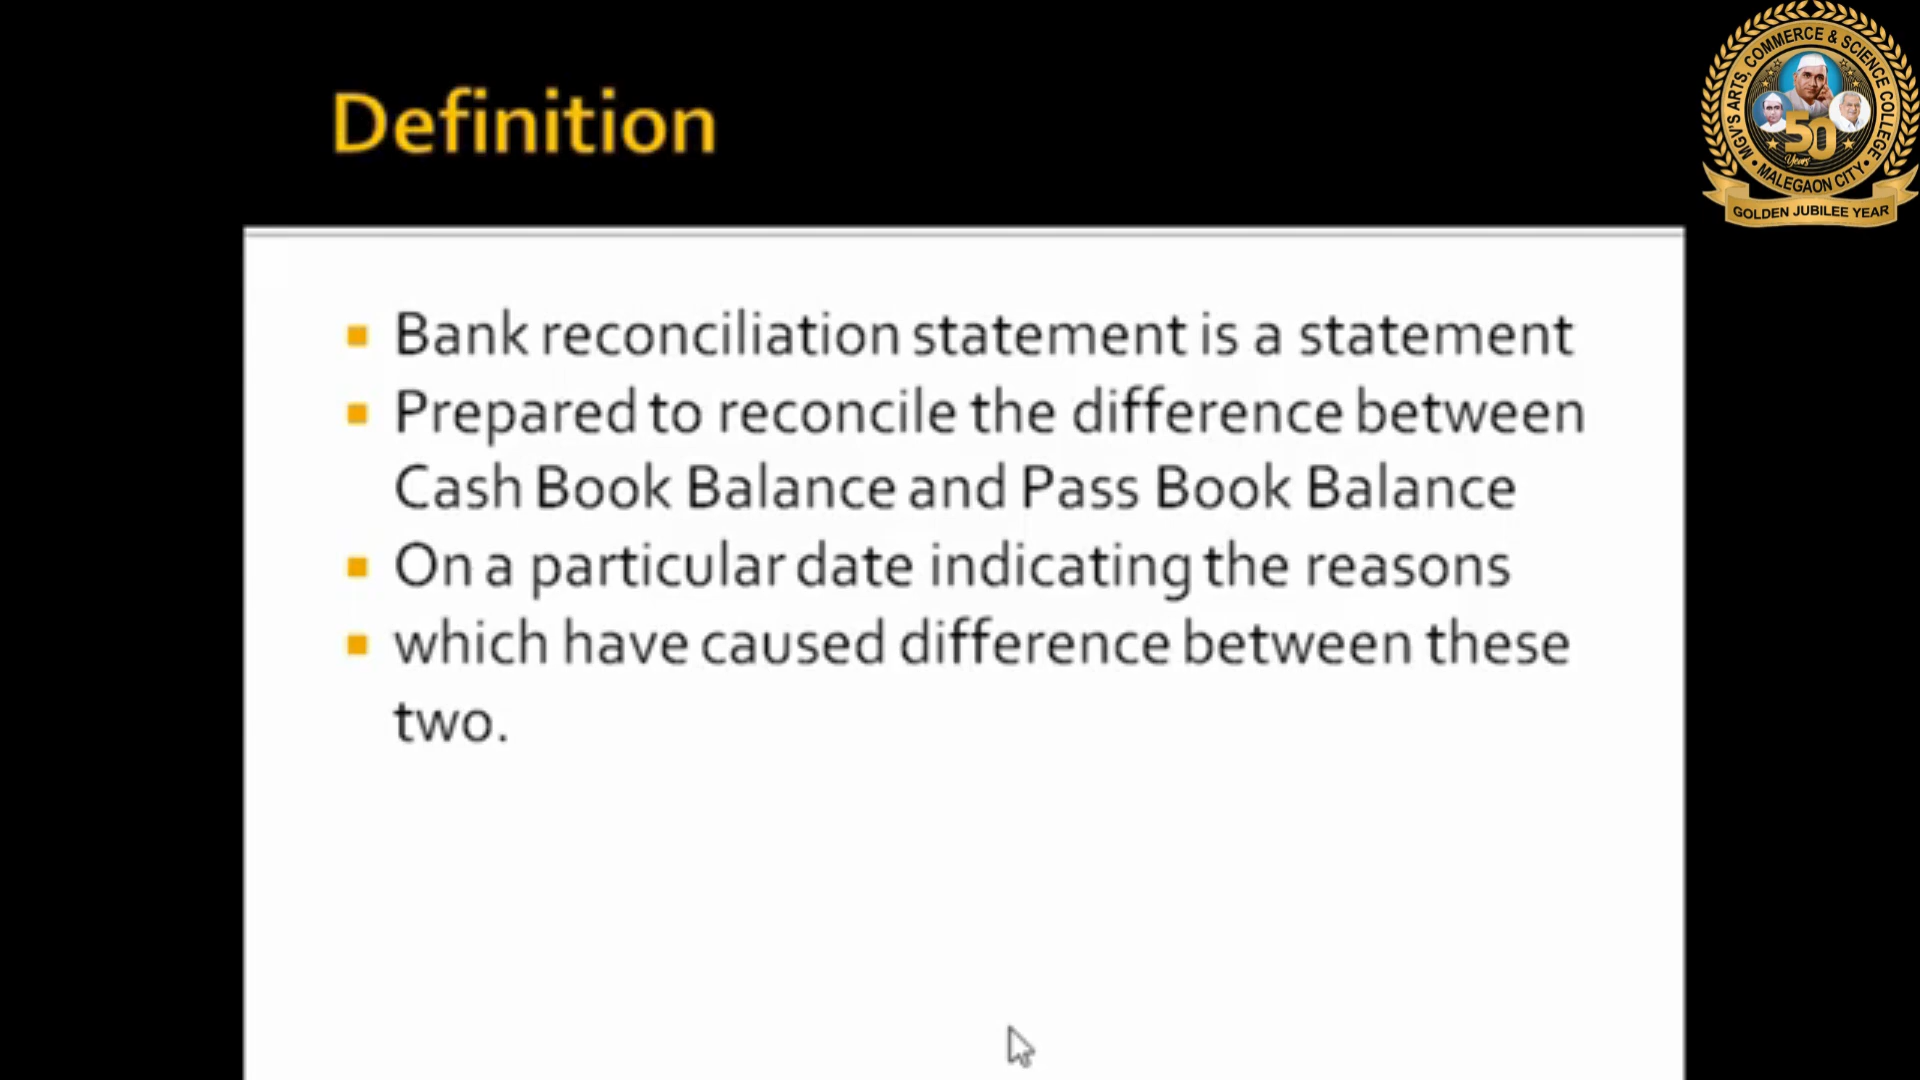 Definition
MGV'S ARTS, COMMERCE & SCIENCE COLLEGE
50
Years
• MALEGAON CITY •
GOLDEN JUBILEE YEAR
Bank reconciliation statement is a statement
Prepared to reconcile the difference between
Cash Book Balance and Pass Book Balance
On a particular date indicating the reasons
which have caused difference between these
two.